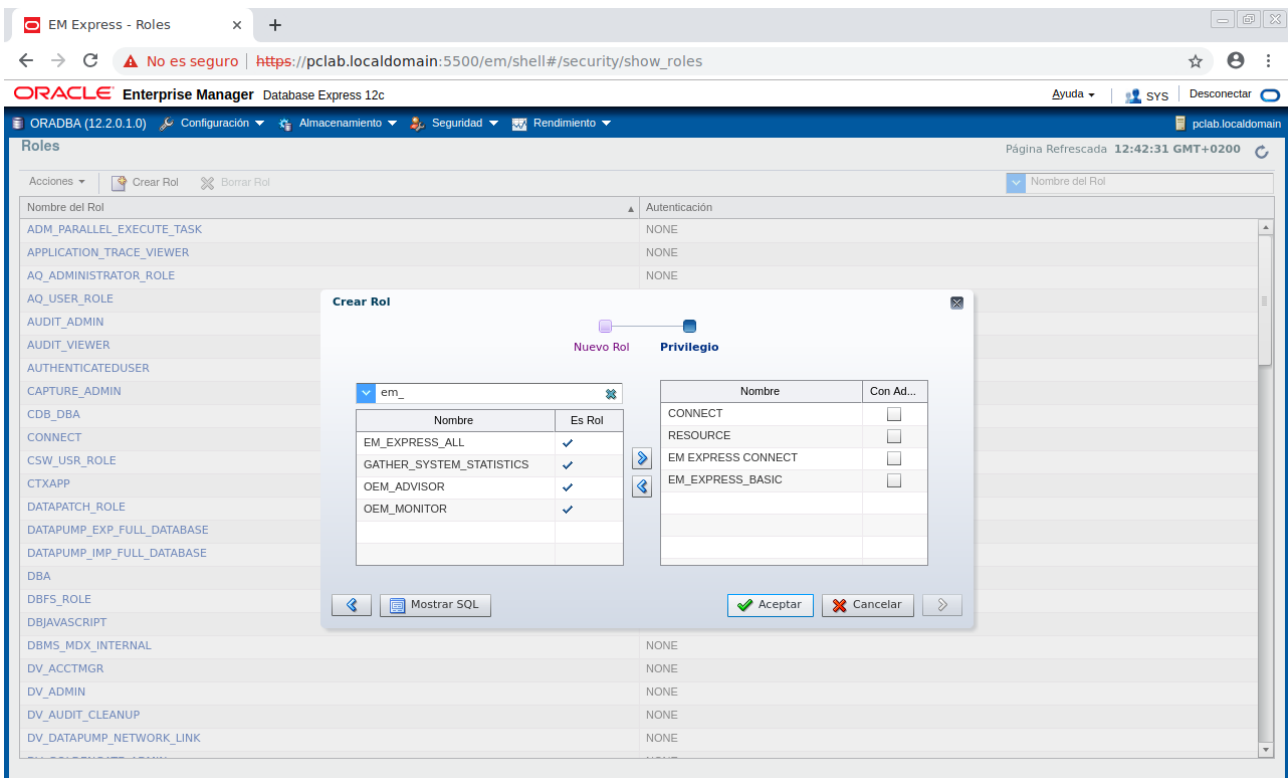 EM Express - Roles
No es seguro | https://pclab.localdomain:5500/em/shell#/security/show_roles
ORACLE Enterprise Manager Database Express 12c Ayuda SYS Desconectar
ORADBA (12.2.0.1.0) Configuración Almacenamiento Seguridad Rendimiento pclab.localdomain
Roles Página Refrescada 12:42:31 GMT+0200
Acciones Crear Rol Borrar Rol Nombre del Rol
Nombre del Rol Autenticación
ADM_PARALLEL_EXECUTE_TASK NONE
APPLICATION_TRACE_VIEWER NONE
AQ_ADMINISTRATOR_ROLE NONE
AQ_USER_ROLE
AUDIT_ADMIN
AUDIT_VIEWER
AUTHENTICATEDUSER
CAPTURE_ADMIN
CDB_DBA
CONNECT
CSW_USR_ROLE
CTXAPP
DATAPATCH_ROLE
DATAPUMP_EXP_FULL_DATABASE
DATAPUMP_IMP_FULL_DATABASE
DBA
DBFS_ROLE
DBJAVASCRIPT
DBMS_MDX_INTERNAL NONE
DV_ACCTMGR NONE
DV_ADMIN NONE
DV_AUDIT_CLEANUP NONE
DV_DATAPUMP_NETWORK_LINK NONE
Crear Rol
Nuevo Rol Privilegio
em_
Nombre Es Rol
EM_EXPRESS_ALL
GATHER_SYSTEM_STATISTICS
OEM_ADVISOR
OEM_MONITOR
Nombre Con Ad...
CONNECT
RESOURCE
EM EXPRESS CONNECT
EM_EXPRESS_BASIC
Mostrar SQL Aceptar Cancelar